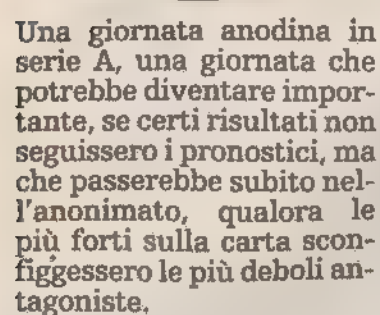 Una giornata anodina in
serie A, una giornata che
potrebbe diventare impor-
tante, se certi risultati non
seguissero i pronostici, ma
che passerebbe subito nel-
l'anonimato, qualora le
più forti sulla carta scon-
figgessero le più deboli an-
tagoniste.